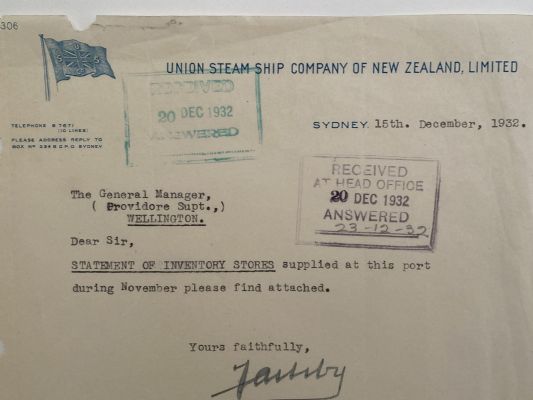 306
UNION STEAM SHIP COMPANY OF NEW ZEALAND, LIMITED
RECEIVED
20 DEC 1932
ANSWERED
TELEPHONE B 7671
(10 LINES)
PLEASE ADDRESS REPLY TO
BOX Nº 534 B G.P.O. SYDNEY
SYDNEY. 15th. December, 1932.
RECEIVED
AT HEAD OFFICE
20 DEC 1932
ANSWERED
23-12-32
The General Manager,
( Providore Supt.,)
WELLINGTON.
Dear Sir,
STATEMENT OF INVENTORY STORES supplied at this port
during November please find attached.
Yours faithfully,